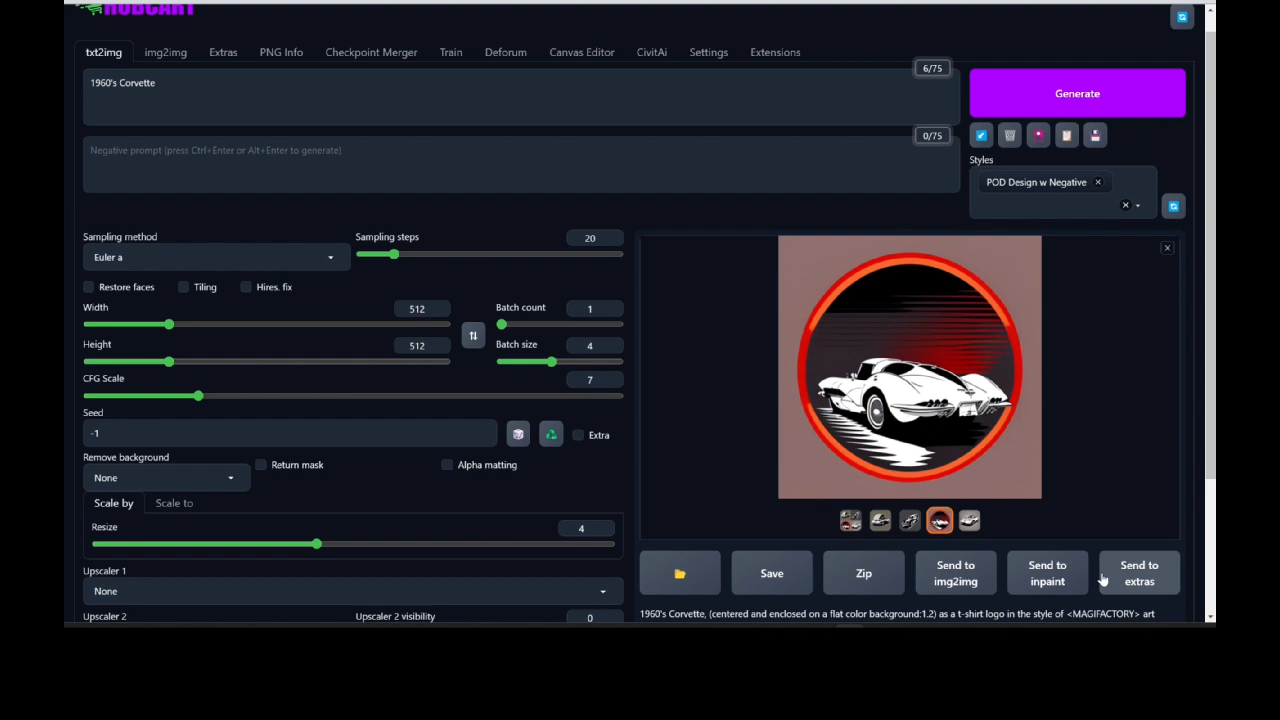 ROBCART
txt2img img2img Extras PNG Info Checkpoint Merger Train Deforum Canvas Editor CivitAi Settings Extensions
6/75
1960's Corvette
Generate
0/75
Negative prompt (press Ctrl+Enter or Alt+Enter to generate)
Styles
POD Design w Negative
Sampling method
Euler a
Sampling steps
20
Restore faces Tiling Hires. fix
Width
512
Batch count
1
Height
512
Batch size
4
CFG Scale
7
Seed
-1
Extra
Remove background
None
Return mask
Alpha matting
Scale by Scale to
Resize
4
Upscaler 1
None
Upscaler 2
Upscaler 2 visibility
0
Save
Zip
Send to
img2img
Send to
inpaint
Send to
extras
1960's Corvette, (centered and enclosed on a flat color background:1.2) as a t-shirt logo in the style of <MAGIFACTORY> art